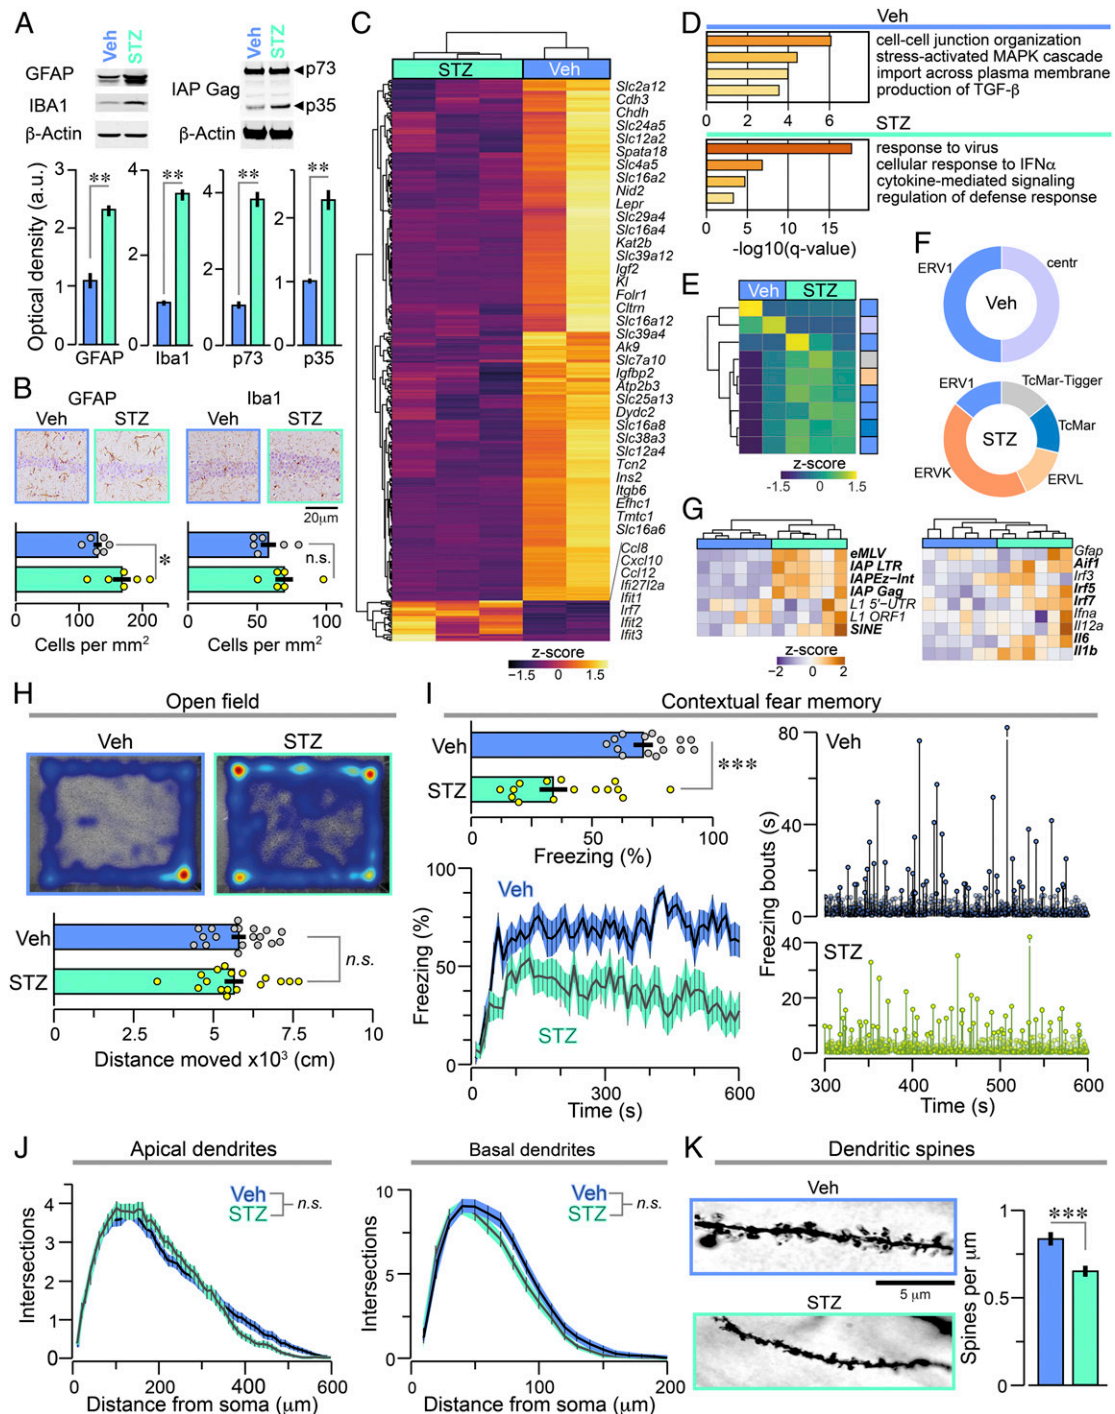 A
Veh
STZ
GFAP
IBA1
β-Actin
Veh
STZ
IAP Gag
p73
p35
β-Actin
Optical density (a.u.)
3
2
1
0
**
GFAP
4
2
0
**
Iba1
4
2
0
**
p73
2
1
0
**
p35
B
GFAP
Iba1
Veh
STZ
Veh
STZ
20μm
*
n.s.
0
100
200
Cells per mm²
0
50
100
Cells per mm²
C
STZ
Veh
Slc2a12
Cdh3
Chdh
Slc24a5
Slc12a2
Spata18
Slc4a5
Slc16a2
Nid2
Lepr
Slc29a4
Slc16a4
Kat2b
Slc39a12
Igf2
Kl
Folr1
Cltrn
Slc16a12
Slc39a4
Ak9
Slc7a10
Igfbp2
Atp2b3
Slc25a13
Dydc2
Slc16a8
Slc38a3
Slc12a4
Tcn2
Ins2
Itgb6
Efhc1
Tmtc1
Slc16a6
Ccl8
Cxcl10
Ccl12
Ifi27l2a
Ifit1
Irf7
Ifit2
Ifit3
z-score
−1.5
0
1.5
D
Veh
cell-cell junction organization
stress-activated MAPK cascade
import across plasma membrane
production of TGF-β
0
2
4
6
STZ
response to virus
cellular response to IFNα
cytokine-mediated signaling
regulation of defense response
0
5
10
15
-log10(q-value)
E
Veh
STZ
z-score
-1.5
0
1.5
F
ERV1
centr
Veh
ERV1
TcMar-Tigger
TcMar
STZ
ERVK
ERVL
G
eMLV
IAP LTR
IAPEz−Int
IAP Gag
L1 5'−UTR
L1 ORF1
SINE
z-score
−2
0
2
Gfap
Aif1
Irf3
Irf5
Irf7
Ifna
Il12a
Il6
Il1b
H
Open field
Veh
STZ
Veh
STZ
n.s.
0
2.5
5
7.5
10
Distance moved x10³ (cm)
I
Contextual fear memory
Veh
STZ
***
0
50
100
Freezing (%)
Freezing (%)
100
50
0
Veh
STZ
0
300
600
Time (s)
Freezing bouts (s)
80
40
0
Veh
40
20
0
STZ
300
400
500
600
Time (s)
J
Apical dendrites
Intersections
4
3
2
1
0
Veh
STZ
n.s.
0
200
400
600
Distance from soma (μm)
Basal dendrites
Intersections
10
5
0
Veh
STZ
n.s.
0
100
200
Distance from soma (μm)
K
Dendritic spines
Veh
5 μm
STZ
Spines per μm
1
0.5
0
***